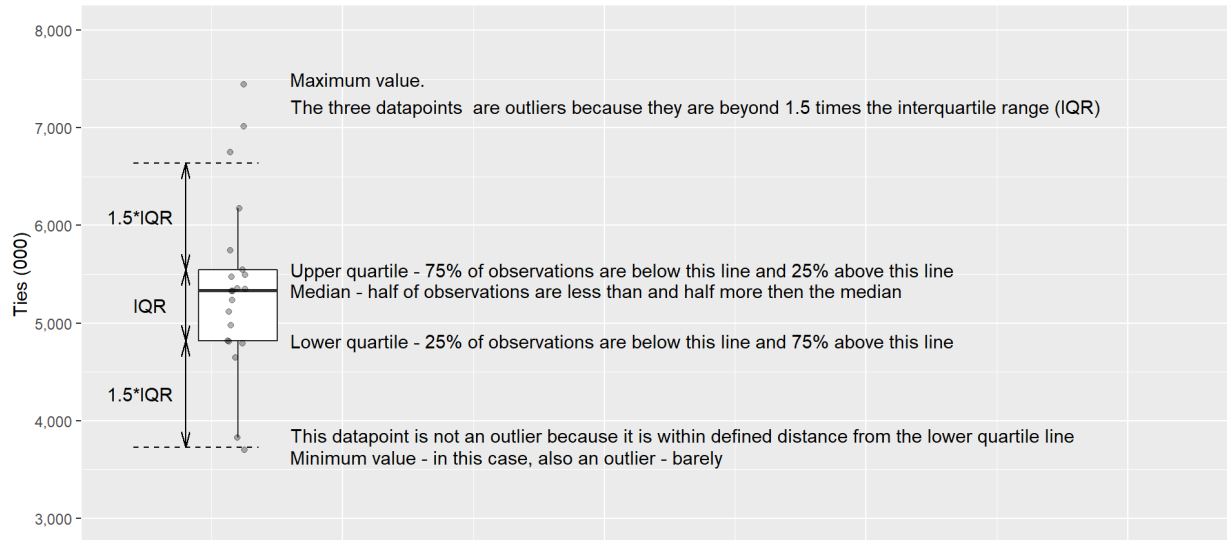 8,000
Maximum value.
The three datapoints  are outliers because they are beyond 1.5 times the interquartile range (IQR)
7,000
1.5*IQR
6,000
Ties (000)
Upper quartile - 75% of observations are below this line and 25% above this line
Median - half of observations are less than and half more then the median
IQR
5,000
Lower quartile - 25% of observations are below this line and 75% above this line
1.5*IQR
4,000
This datapoint is not an outlier because it is within defined distance from the lower quartile line
Minimum value - in this case, also an outlier - barely
3,000